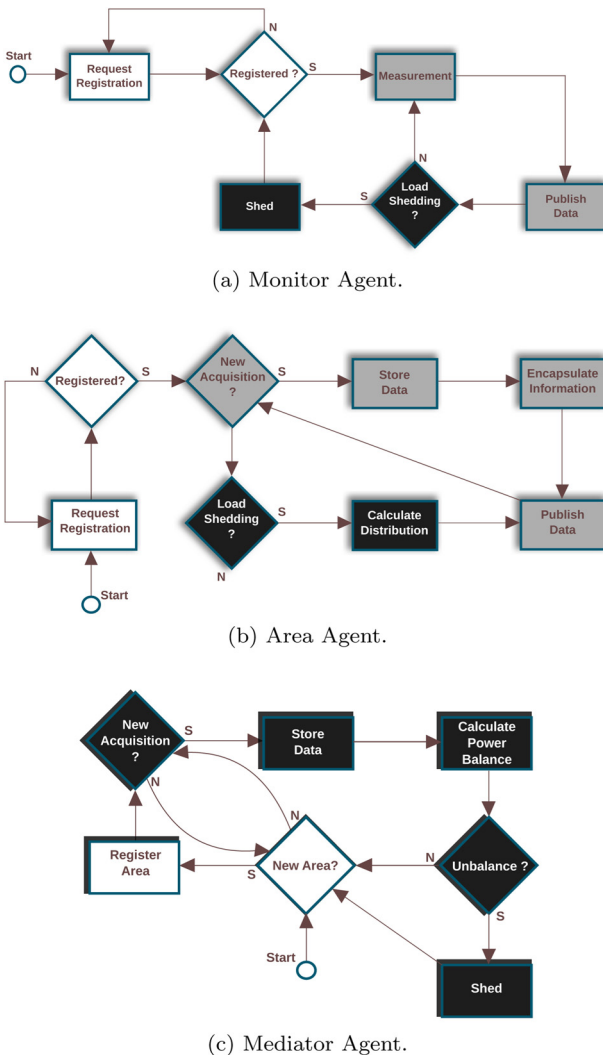 N
Start
Request
Registration
Registered ?
S
Measurement
N
Shed
S
Load
Shedding
?
Publish
Data
(a) Monitor Agent.
N
Registered?
S
New
Acquisition
?
S
Store
Data
Encapsulate
Information
Request
Registration
Load
Shedding
?
S
Calculate
Distribution
Publish
Data
N
Start
(b) Area Agent.
New
Acquisition
?
S
Store
Data
Calculate
Power
Balance
N
N
Register
Area
S
New Area?
N
Unbalance ?
S
Start
Shed
(c) Mediator Agent.